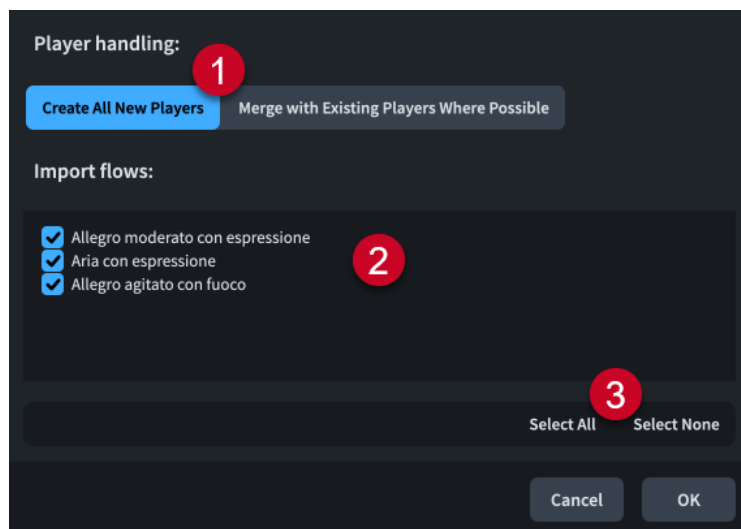 Player handling:
1
Create All New Players Merge with Existing Players Where Possible
Import flows:
Allegro moderato con espressione
Aria con espressione
2
Allegro agitato con fuoco
3
Select All Select None
Cancel OK